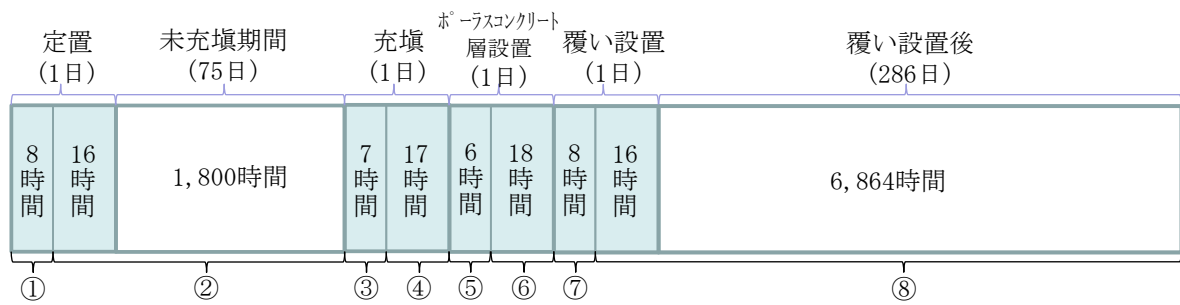 定置
(1日)
未充塡期間
(75日)
充塡
(1日)
ﾎﾟｰﾗｽｺﾝｸﾘｰﾄ
層設置
(1日)
覆い設置
(1日)
覆い設置後
(286日)
8時間
16時間
1,800時間
7時間
17時間
6時間
18時間
8時間
16時間
6,864時間
① ② ③ ④ ⑤ ⑥ ⑦ ⑧